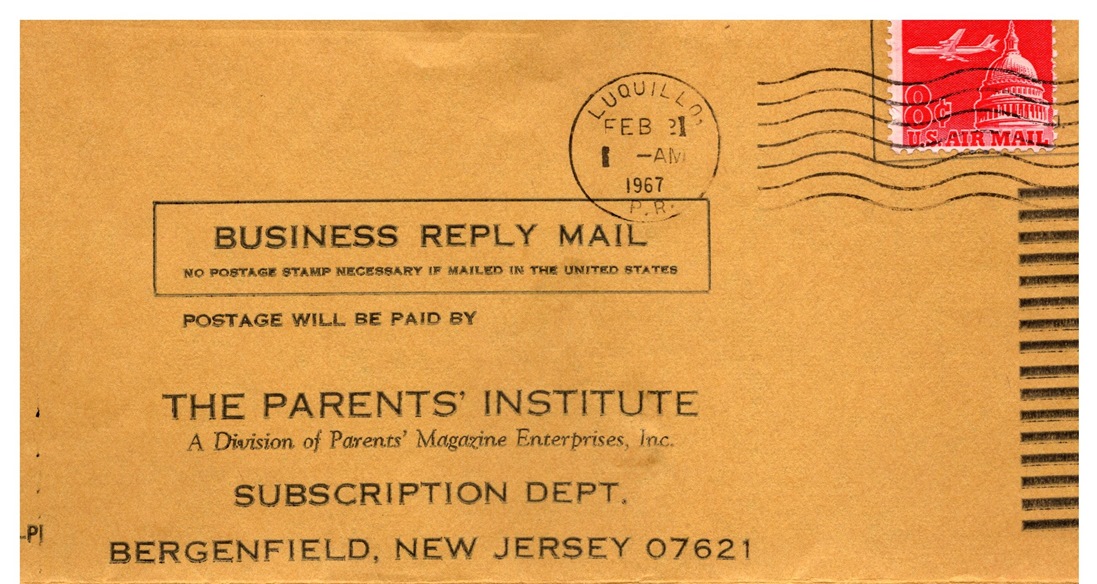 LUQUILLO,
FEB 21
-AM
1967
P.R.
8¢
U.S. AIR MAIL
BUSINESS REPLY MAIL
NO POSTAGE STAMP NECESSARY IF MAILED IN THE UNITED STATES
POSTAGE WILL BE PAID BY
THE PARENTS' INSTITUTE
A Division of Parents' Magazine Enterprises, Inc.
SUBSCRIPTION DEPT.
-PI
BERGENFIELD, NEW JERSEY 07621